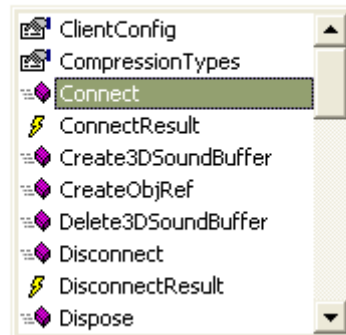 ClientConfig
CompressionTypes
Connect
ConnectResult
Create3DSoundBuffer
CreateObjRef
Delete3DSoundBuffer
Disconnect
DisconnectResult
Dispose